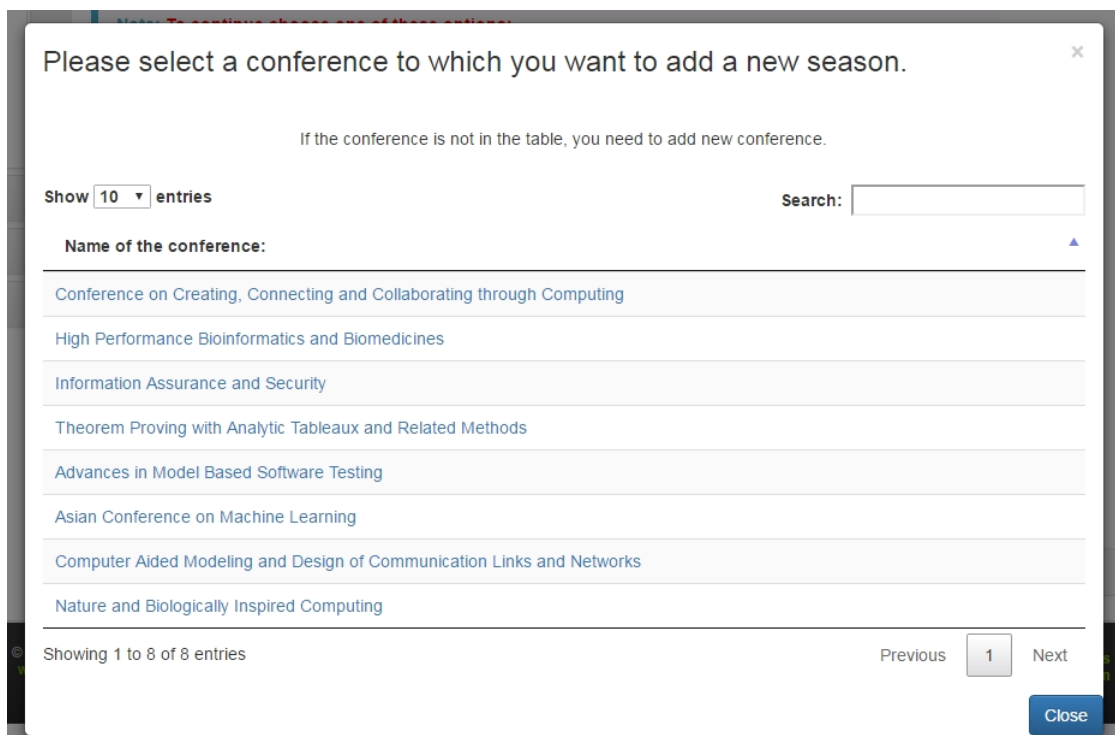 Please select a conference to which you want to add a new season.
×
If the conference is not in the table, you need to add new conference.
Show 10 entries
Search:
Name of the conference:
Conference on Creating, Connecting and Collaborating through Computing
High Performance Bioinformatics and Biomedicines
Information Assurance and Security
Theorem Proving with Analytic Tableaux and Related Methods
Advances in Model Based Software Testing
Asian Conference on Machine Learning
Computer Aided Modeling and Design of Communication Links and Networks
Nature and Biologically Inspired Computing
Showing 1 to 8 of 8 entries
Previous 1 Next
Close